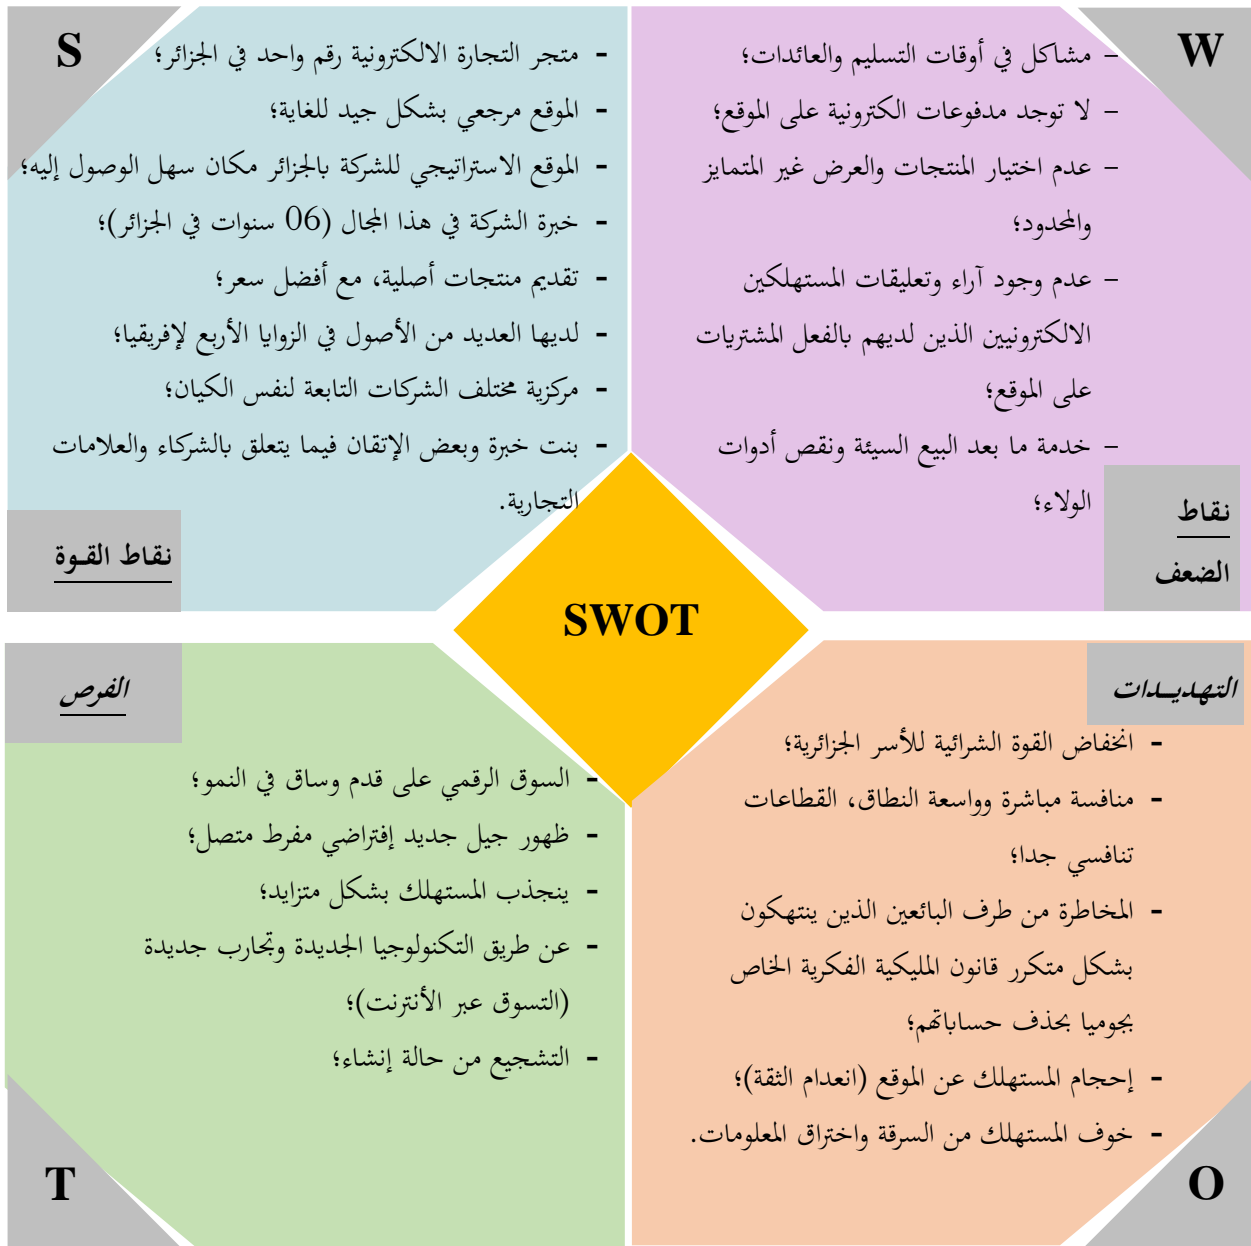 S
- متجر التجارة الالكترونية رقم واحد في الجزائر؛
- الموقع مرجعي بشكل جيد للغاية؛
- الموقع الاستراتيجي للشركة بالجزائر مكان سهل الوصول إليه؛
- خبرة الشركة في هذا المجال (06 سنوات في الجزائر)؛
- تقديم منتجات أصلية، مع أفضل سعر؛
- لديها العديد من الأصول في الزوايا الأربع لإفريقيا؛
- مركزية مختلف الشركات التابعة لنفس الكيان؛
- بنت خبرة وبعض الإتقان فيما يتعلق بالشركاء والعلامات
التجارية.
نقاط القـوة
W
– مشاكل في أوقات التسليم والعائدات؛
– لا توجد مدفوعات الكترونية على الموقع؛
– عدم اختيار المنتجات والعرض غير المتمايز
والمحدود؛
– عدم وجود آراء وتعليقات المستهلكين
الالكترونيين الذين لديهم بالفعل المشتريات
على الموقع؛
– خدمة ما بعد البيع السيئة ونقص أدوات
الولاء؛
نقاط
الضعف
SWOT
الفرص
- السوق الرقمي على قدم وساق في النمو؛
- ظهور جيل جديد إفتراضي مفرط متصل؛
- ينجذب المستهلك بشكل متزايد؛
- عن طريق التكنولوجيا الجديدة وتجارب جديدة
(التسوق عبر الأنترنت)؛
- التشجيع من حالة إنشاء؛
T
التهديـدات
- انخفاض القوة الشرائية للأسر الجزائرية؛
- منافسة مباشرة وواسعة النطاق، القطاعات
تنافسي جدا؛
- المخاطرة من طرف البائعين الذين ينتهكون
بشكل متكرر قانون المليكية الفكرية الخاص
بجوميا بحذف حساباتهم؛
- إحجام المستهلك عن الموقع (انعدام الثقة)؛
- خوف المستهلك من السرقة واختراق المعلومات.
O